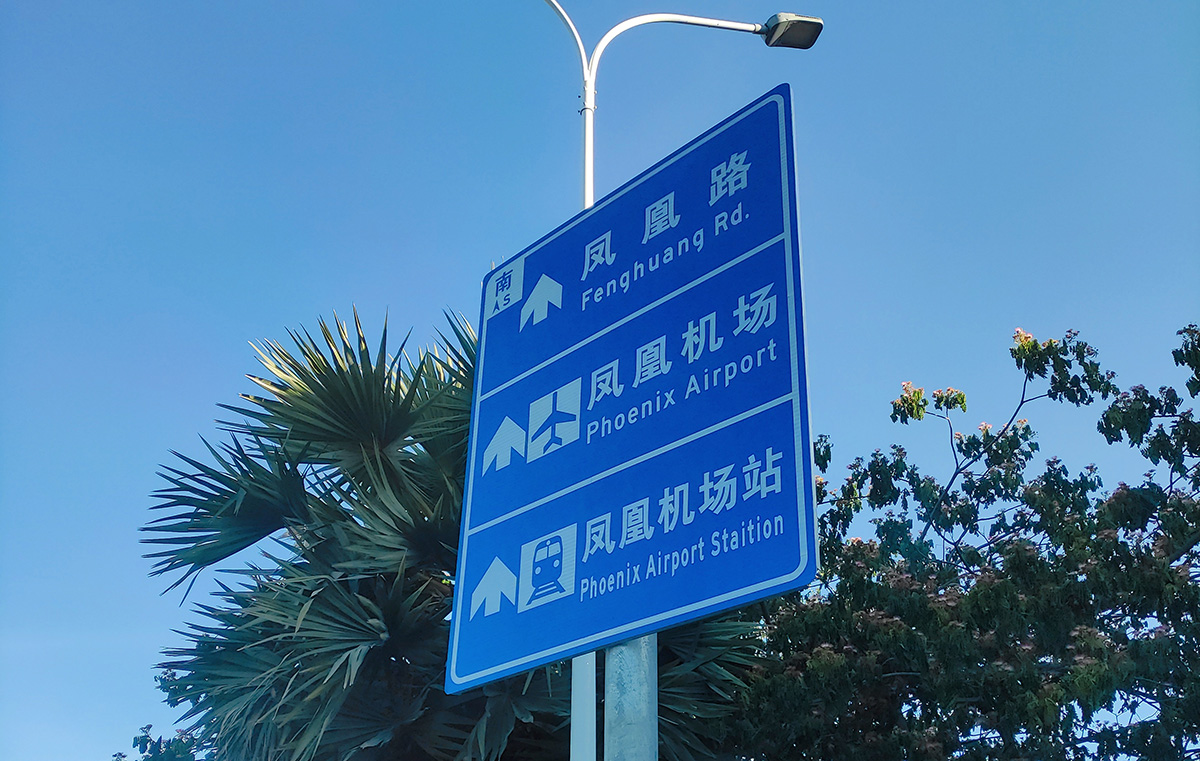 南
S
凤凰路
Fenghuang Rd.
凤凰机场
Phoenix Airport
凤凰机场站
Phoenix Airport Staition